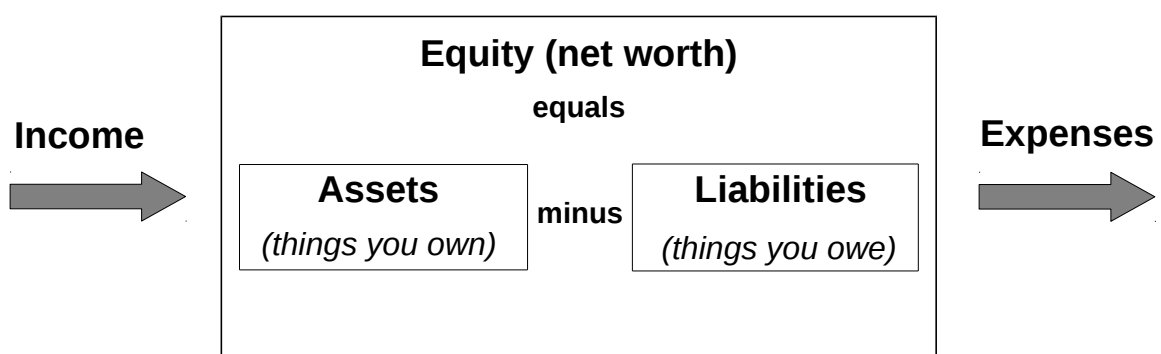 Equity (net worth)
equals
Income
Expenses
Assets
(things you own)
minus
Liabilities
(things you owe)